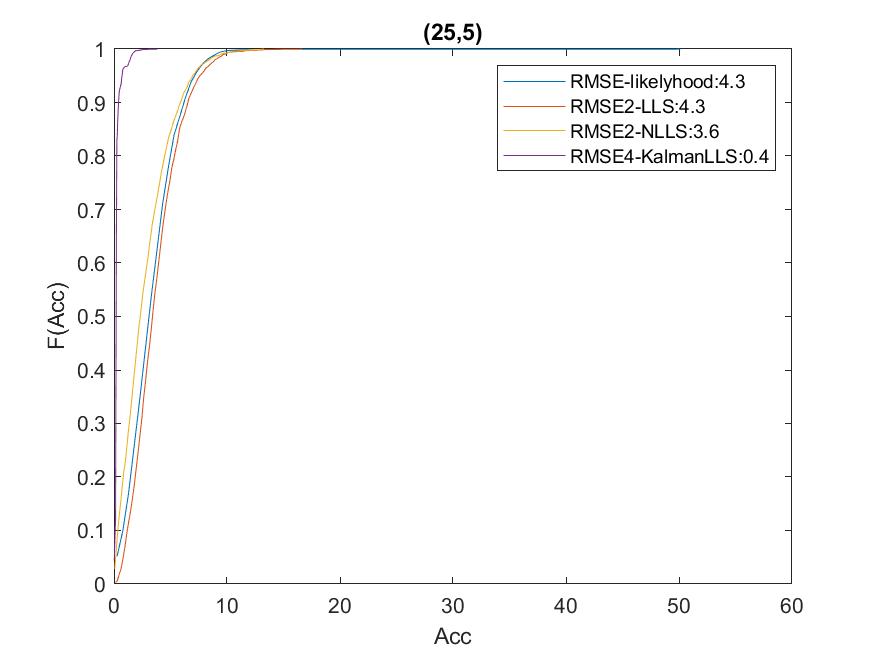 (25,5)
1
0.9
0.8
0.7
0.6
0.5
0.4
0.3
0.2
0.1
0
F(Acc)
RMSE-likelyhood:4.3
RMSE2-LLS:4.3
RMSE2-NLLS:3.6
RMSE4-KalmanLLS:0.4
0 10 20 30 40 50 60
Acc